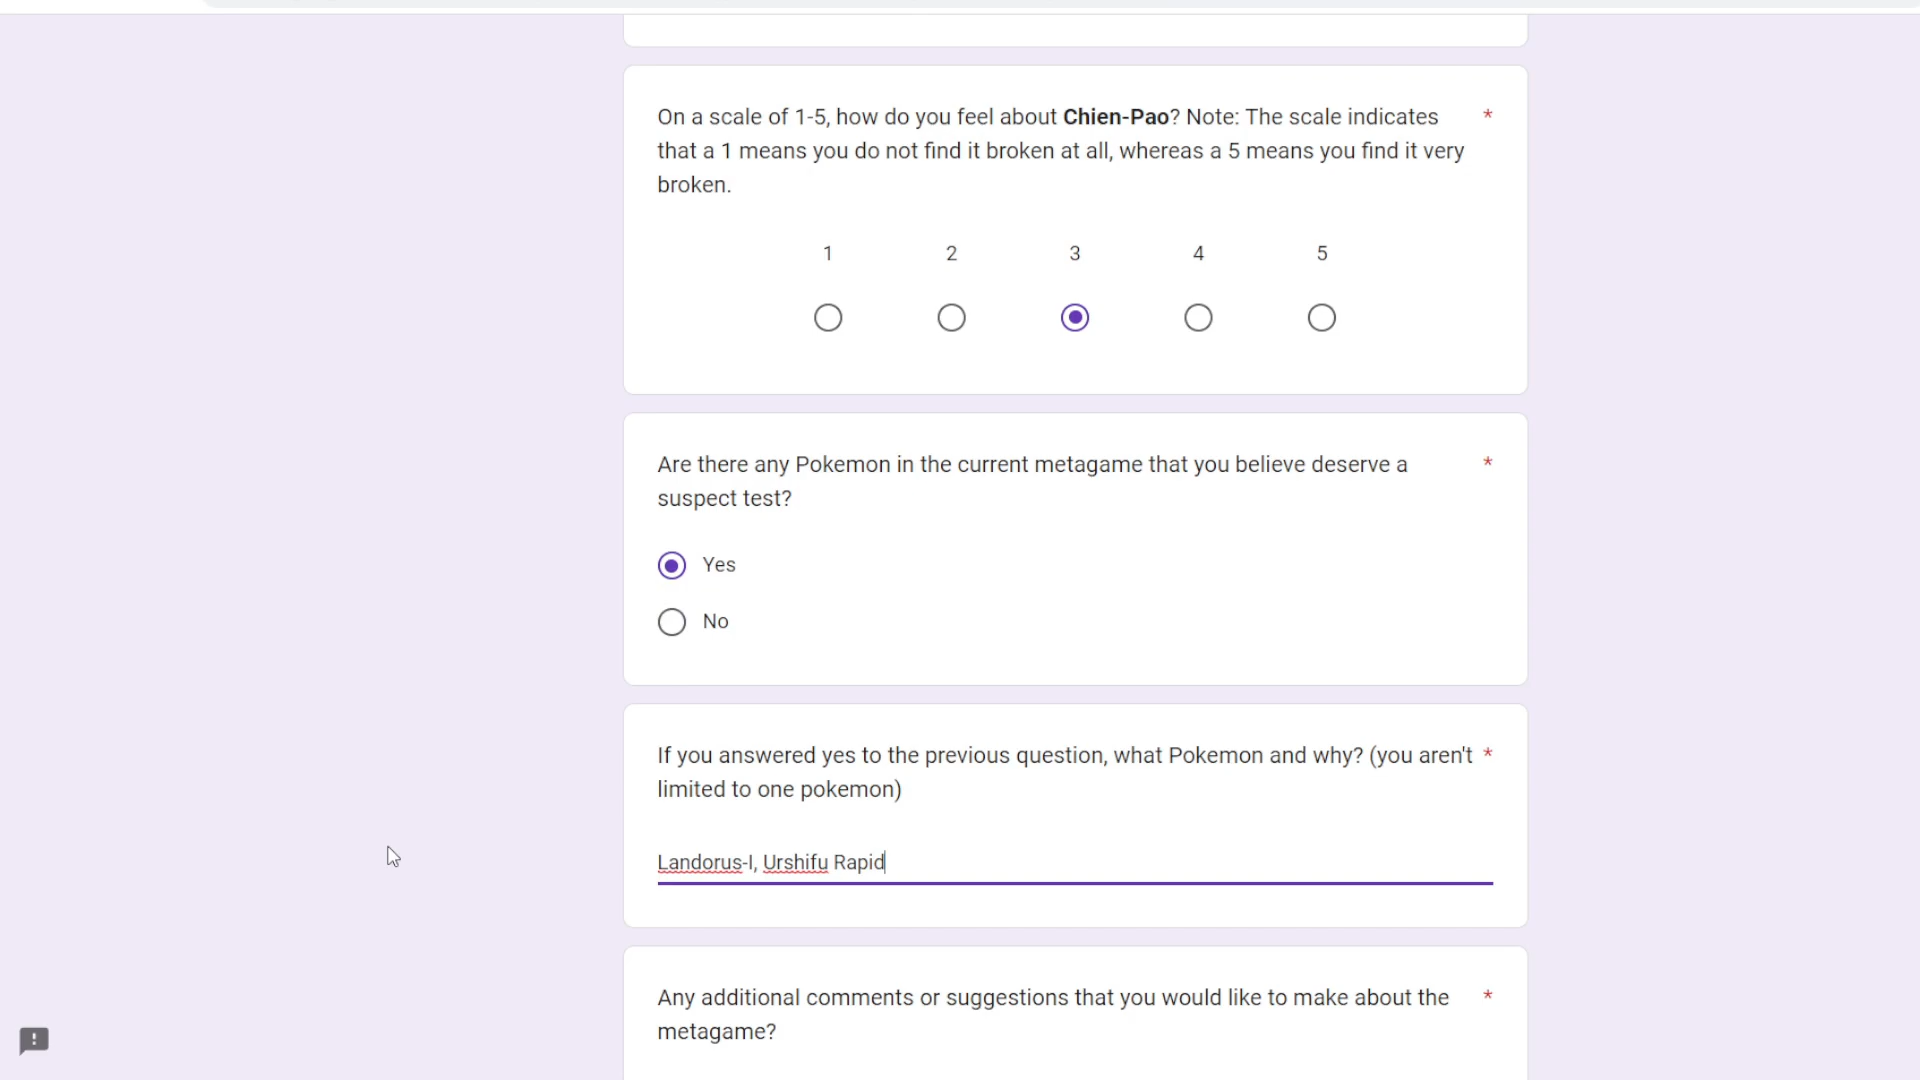 On a scale of 1-5, how do you feel about Chien-Pao? Note: The scale indicates *
that a 1 means you do not find it broken at all, whereas a 5 means you find it very
broken.
1 2 3 4 5
Are there any Pokemon in the current metagame that you believe deserve a *
suspect test?
Yes
No
If you answered yes to the previous question, what Pokemon and why? (you aren't *
limited to one pokemon)
Landorus-I, Urshifu Rapid
Any additional comments or suggestions that you would like to make about the *
metagame?